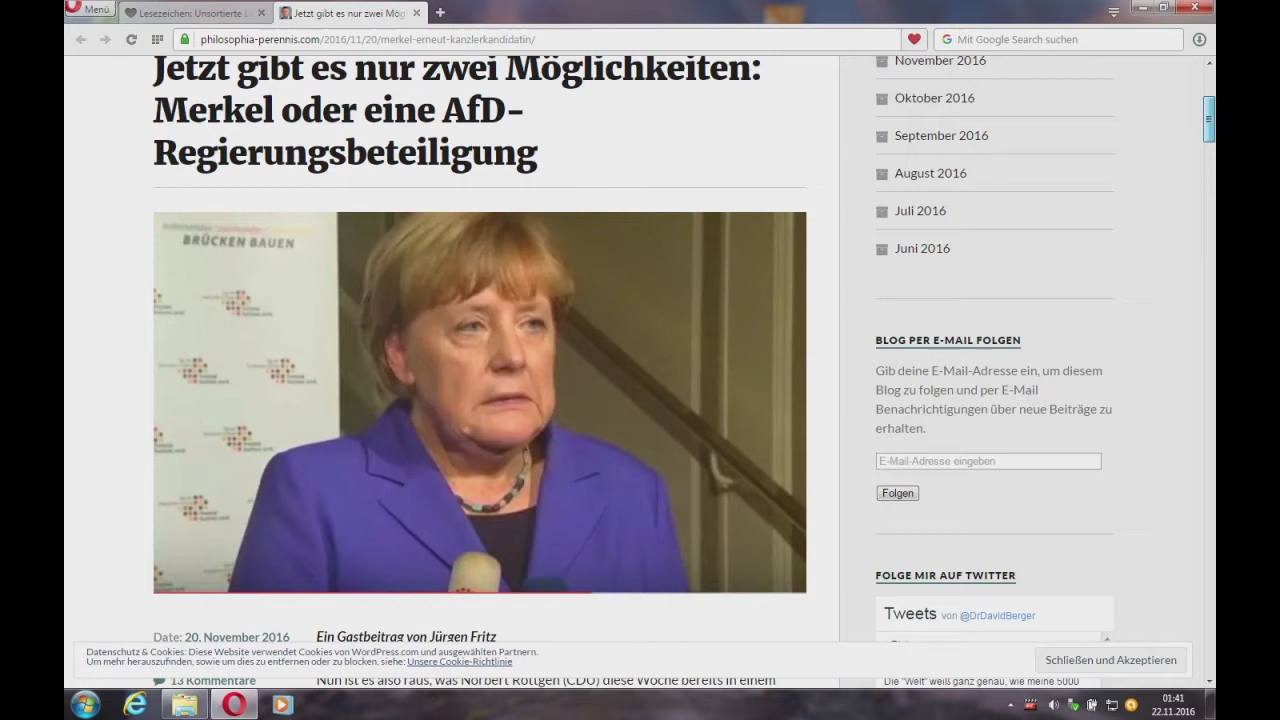 Menü
Lesezeichen: Unsortierte L
Jetzt gibt es nur zwei Mög
philosophia-perennis.com/2016/11/20/merkel-erneut-kanzlerkandidatin/
Mit Google Search suchen
Jetzt gibt es nur zwei Möglichkeiten:
Merkel oder eine AfD-
Regierungsbeteiligung
BRÜCKEN BAUEN
Date: 20. November 2016
Ein Gastbeitrag von Jürgen Fritz
13 Kommentare
Nun ist es also raus, was Norbert Röttgen (CDU) diese Woche bereits in einem
November 2016
Oktober 2016
September 2016
August 2016
Juli 2016
Juni 2016
BLOG PER E-MAIL FOLGEN
Gib deine E-Mail-Adresse ein, um diesem
Blog zu folgen und per E-Mail
Benachrichtigungen über neue Beiträge zu
erhalten.
E-Mail-Adresse eingeben
Folgen
FOLGE MIR AUF TWITTER
Tweets von @DrDavidBerger
Die "Welt" weiß ganz genau, wie meine 5000
Datenschutz & Cookies: Diese Website verwendet Cookies von WordPress.com und ausgewählten Partnern.
Um mehr herauszufinden, sowie um dies zu entfernen oder zu blocken, siehe: Unsere Cookie-Richtlinie
Schließen und Akzeptieren
01:41
22.11.2016